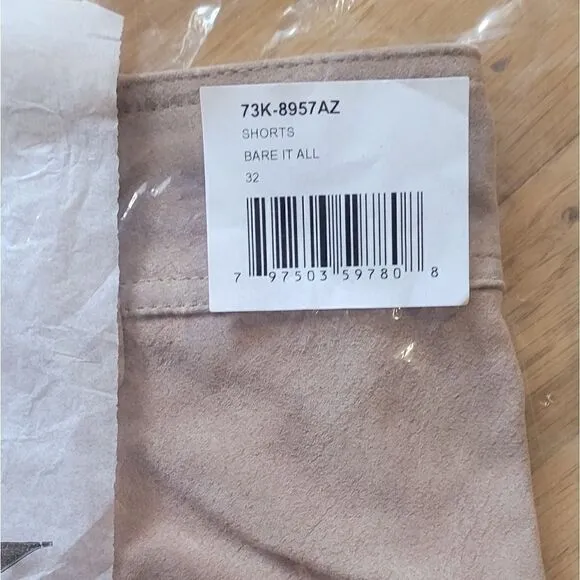 73K-8957AZ
SHORTS
BARE IT ALL
32
7 97503 59780 8